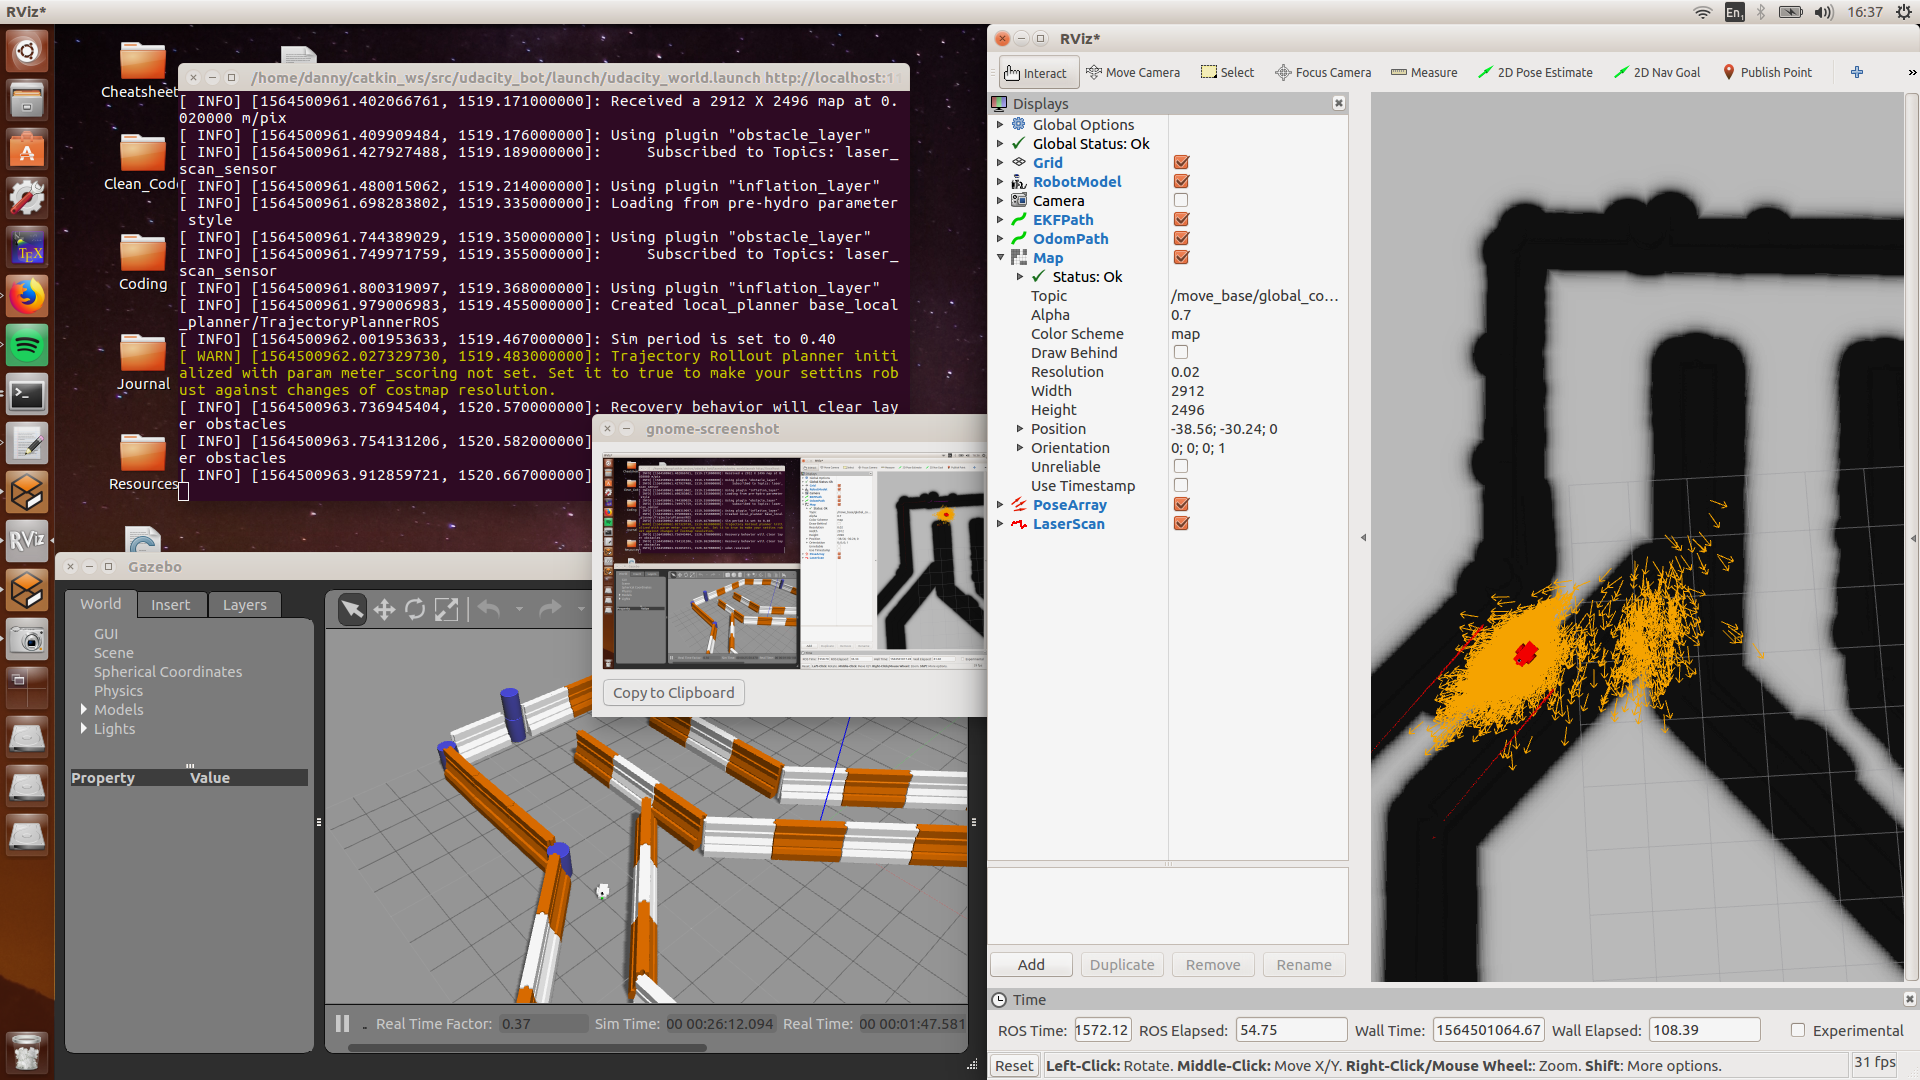 RViz*
En1
16:37
Cheatsheet
Clean_Code
Coding
Journal
Resources
/home/danny/catkin_ws/src/udacity_bot/launch/udacity_world.launch http://localhost:11
[ INFO] [1564500961.402066761, 1519.171000000]: Received a 2912 X 2496 map at 0.
020000 m/pix
[ INFO] [1564500961.409909484, 1519.176000000]: Using plugin "obstacle_layer"
[ INFO] [1564500961.427927488, 1519.189000000]:     Subscribed to Topics: laser_
scan_sensor
[ INFO] [1564500961.480015062, 1519.214000000]: Using plugin "inflation_layer"
[ INFO] [1564500961.698283802, 1519.335000000]: Loading from pre-hydro parameter
 style
[ INFO] [1564500961.744389029, 1519.350000000]: Using plugin "obstacle_layer"
[ INFO] [1564500961.749971759, 1519.355000000]:     Subscribed to Topics: laser_
scan_sensor
[ INFO] [1564500961.800319097, 1519.368000000]: Using plugin "inflation_layer"
[ INFO] [1564500961.979006983, 1519.455000000]: Created local_planner base_local
_planner/TrajectoryPlannerROS
[ INFO] [1564500962.001953633, 1519.467000000]: Sim period is set to 0.40
[ WARN] [1564500962.027329730, 1519.483000000]: Trajectory Rollout planner initi
alized with param meter_scoring not set. Set it to true to make your settins rob
ust against changes of costmap resolution.
[ INFO] [1564500963.736945404, 1520.570000000]: Recovery behavior will clear lay
er obstacles
[ INFO] [1564500963.754131206, 1520.582000000]
er obstacles
[ INFO] [1564500963.912859721, 1520.667000000]
gnome-screenshot
Copy to Clipboard
Gazebo
World
Insert
Layers
GUI
Scene
Spherical Coordinates
Physics
Models
Lights
Property Value
Real Time Factor: 0.37 Sim Time: 00 00:26:12.094 Real Time: 00 00:01:47.581
RViz*
Interact
Move Camera
Select
Focus Camera
Measure
2D Pose Estimate
2D Nav Goal
Publish Point
Displays
Global Options
Global Status: Ok
Grid
RobotModel
Camera
EKFPath
OdomPath
Map
Status: Ok
Topic /move_base/global_co...
Alpha 0.7
Color Scheme map
Draw Behind
Resolution 0.02
Width 2912
Height 2496
Position -38.56; -30.24; 0
Orientation 0; 0; 0; 1
Unreliable
Use Timestamp
PoseArray
LaserScan
Add
Duplicate
Remove
Rename
Time
ROS Time: 1572.12 ROS Elapsed: 54.75 Wall Time: 1564501064.67 Wall Elapsed: 108.39 Experimental
Reset Left-Click: Rotate. Middle-Click: Move X/Y. Right-Click/Mouse Wheel:: Zoom. Shift: More options. 31 fps